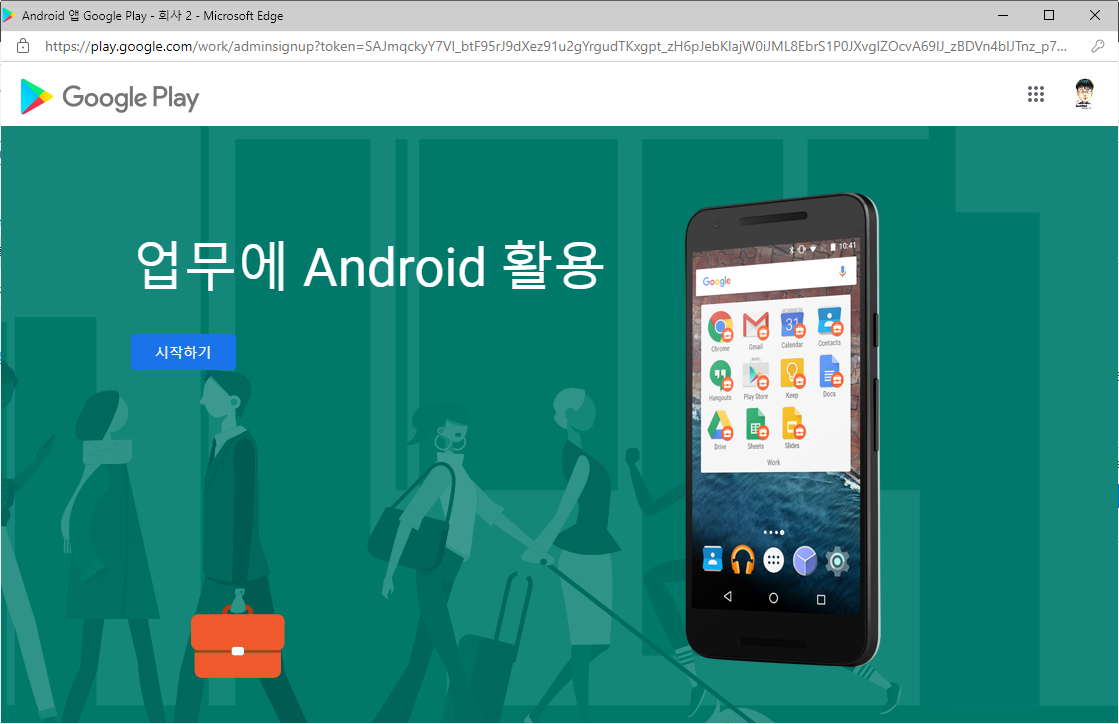 Android 앱 Google Play - 회사 2 - Microsoft Edge
https://play.google.com/work/adminsignup?token=SAJmqckyY7Vl_btF95rJ9dXez91u2gYrgudTKxgpt_zH6pJebKlajW0iJML8EbrS1P0JXvgIZOcvA69IJ_zBDVn4bIJTnz_p7...
Google Play
업무에 Android 활용
시작하기
10:41
Google
Chrome Gmail Calendar Contacts
31
Hangouts Play Store Keep Docs
Drive Sheets Slides
Work